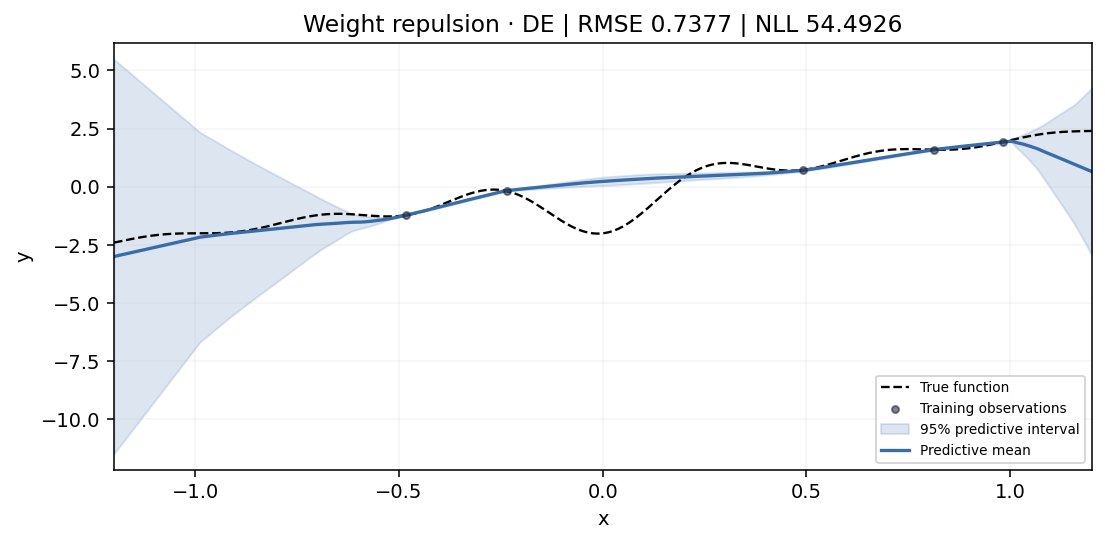 Weight repulsion · DE | RMSE 0.7377 | NLL 54.4926
y
5.0
2.5
0.0
−2.5
−5.0
−7.5
−10.0
True function
Training observations
95% predictive interval
Predictive mean
−1.0
−0.5
0.0
0.5
1.0
x